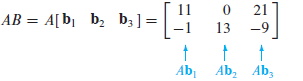 AB = A[b₁ b₂ b₃] = [ 11 0 21
−1 13 −9 ]
↑ ↑ ↑
Ab₁ Ab₂ Ab₃